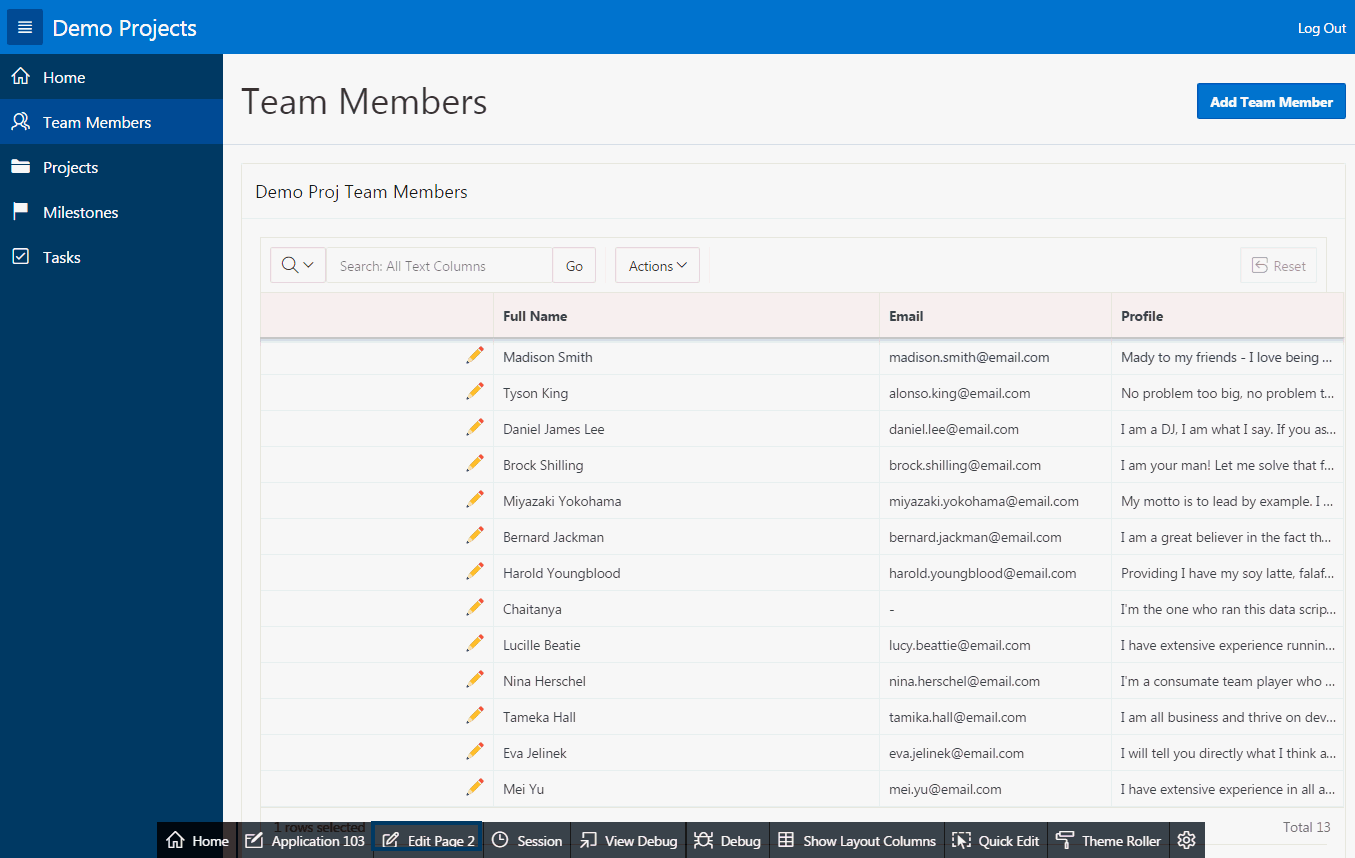 Demo Projects
Log Out
Home
Team Members
Projects
Milestones
Tasks
Team Members
Add Team Member
Demo Proj Team Members
Search: All Text Columns Go Actions Reset
Full Name Email Profile
Madison Smith madison.smith@email.com Mady to my friends - I love being ...
Tyson King alonso.king@email.com No problem too big, no problem t...
Daniel James Lee daniel.lee@email.com I am a DJ, I am what I say. If you as...
Brock Shilling brock.shilling@email.com I am your man! Let me solve that f...
Miyazaki Yokohama miyazaki.yokohama@email.com My motto is to lead by example. I ...
Bernard Jackman bernard.jackman@email.com I am a great believer in the fact th...
Harold Youngblood harold.youngblood@email.com Providing I have my soy latte, falaf...
Chaitanya - I'm the one who ran this data scrip...
Lucille Beatie lucy.beattie@email.com I have extensive experience runnin...
Nina Herschel nina.herschel@email.com I'm a consumate team player who ...
Tameka Hall tamika.hall@email.com I am all business and thrive on dev...
Eva Jelinek eva.jelinek@email.com I will tell you directly what I think a...
Mei Yu mei.yu@email.com I have extensive experience in all a...
1 rows selected Total 13
Home Application 103 Edit Page 2 Session View Debug Debug Show Layout Columns Quick Edit Theme Roller